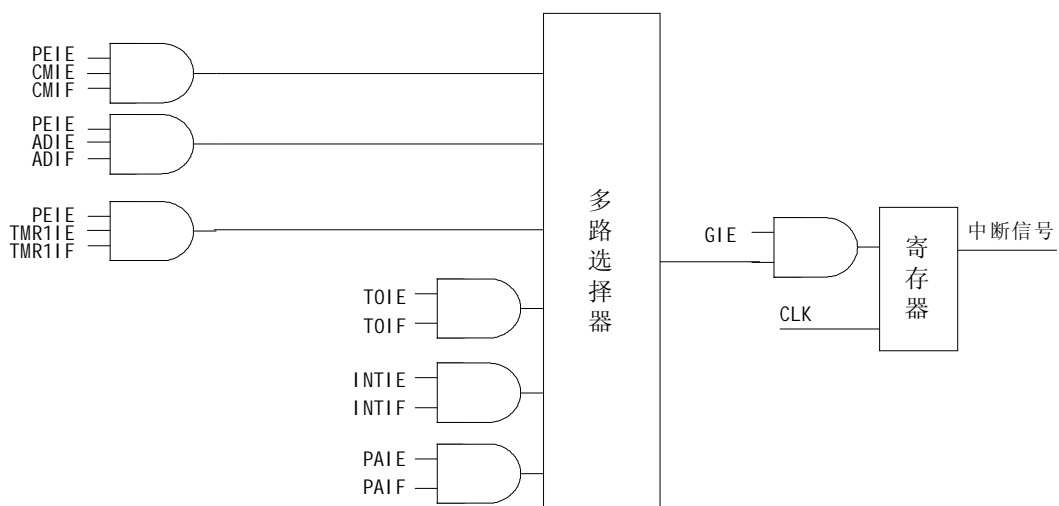 PEIE
CMIE
CMIF
PEIE
ADIE
ADIF
PEIE
TMR1IE
TMR1IF
T0IE
T0IF
INTIE
INTIF
PAIE
PAIF
多路选择器
GIE
CLK
寄存器
中断信号